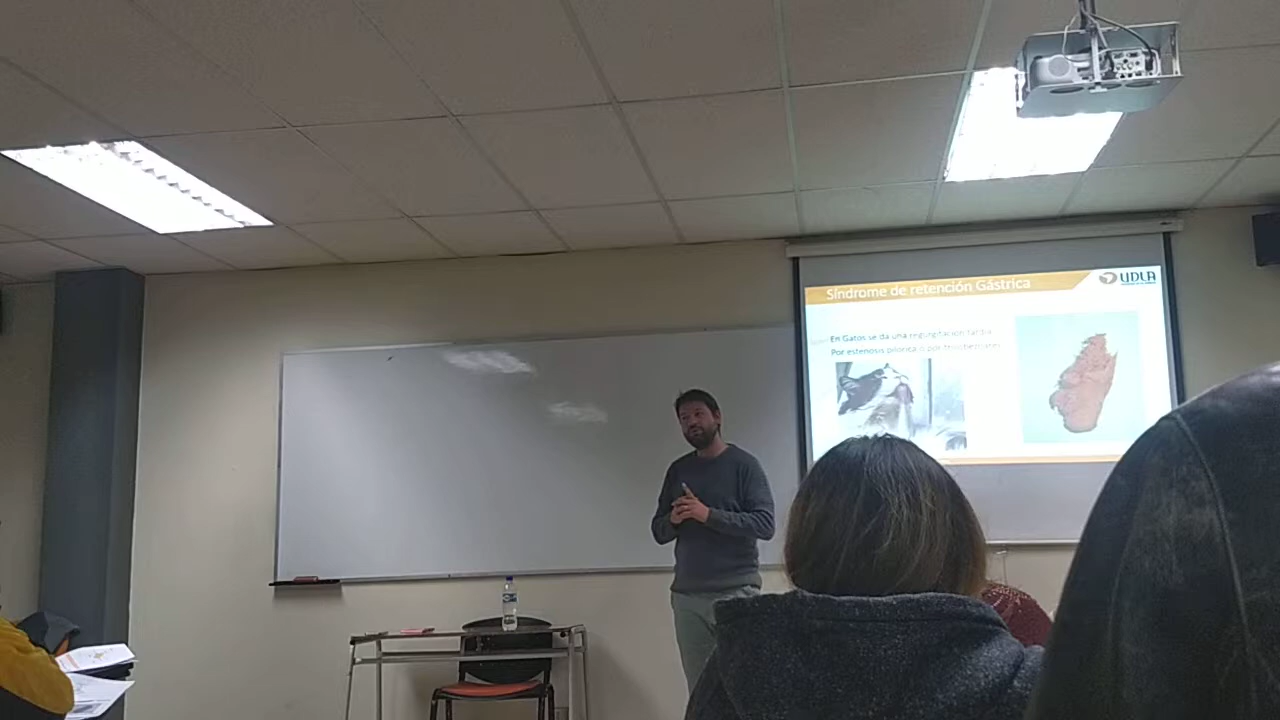 Síndrome de retención Gástrica
UDLA
En Gatos se da una regurgitación tardía
Por estenosis pilórica o por tricobezoares